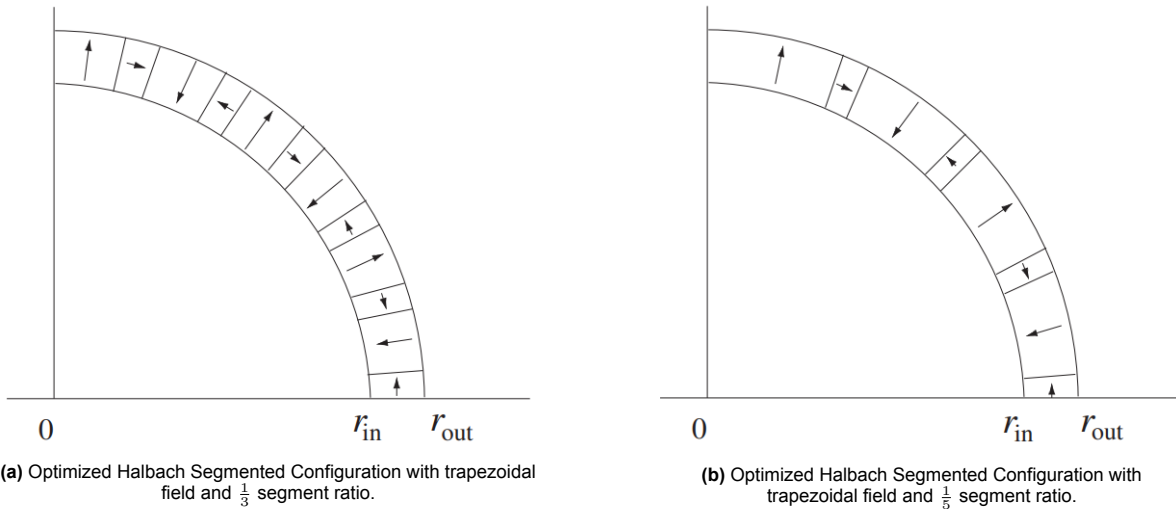 0
r_in
r_out
(a) Optimized Halbach Segmented Configuration with trapezoidal
field and 1/3 segment ratio.
0
r_in
r_out
(b) Optimized Halbach Segmented Configuration with
trapezoidal field and 1/5 segment ratio.